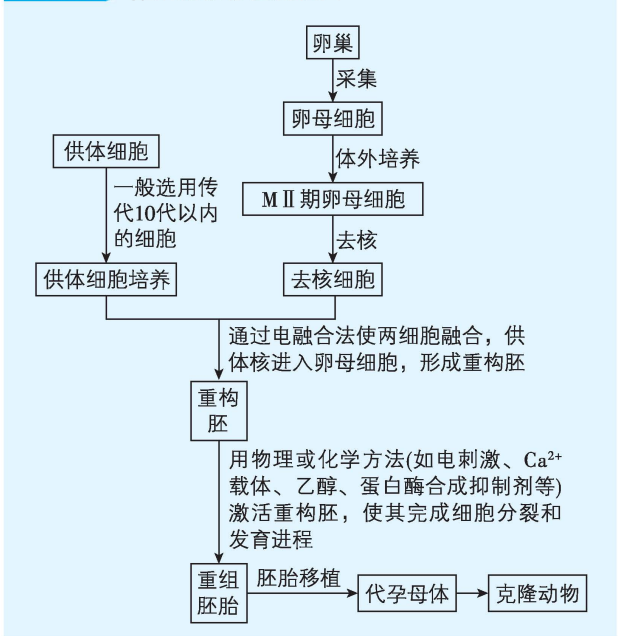 卵巢
采集
卵母细胞
体外培养
MⅡ期卵母细胞
去核
去核细胞
供体细胞
一般选用传
代10代以内
的细胞
供体细胞培养
通过电融合法使两细胞融合，供
体核进入卵母细胞，形成重构胚
重构
胚
用物理或化学方法(如电刺激、Ca²⁺
载体、乙醇、蛋白酶合成抑制剂等)
激活重构胚，使其完成细胞分裂和
发育进程
重组
胚胎
胚胎移植
代孕母体
克隆动物